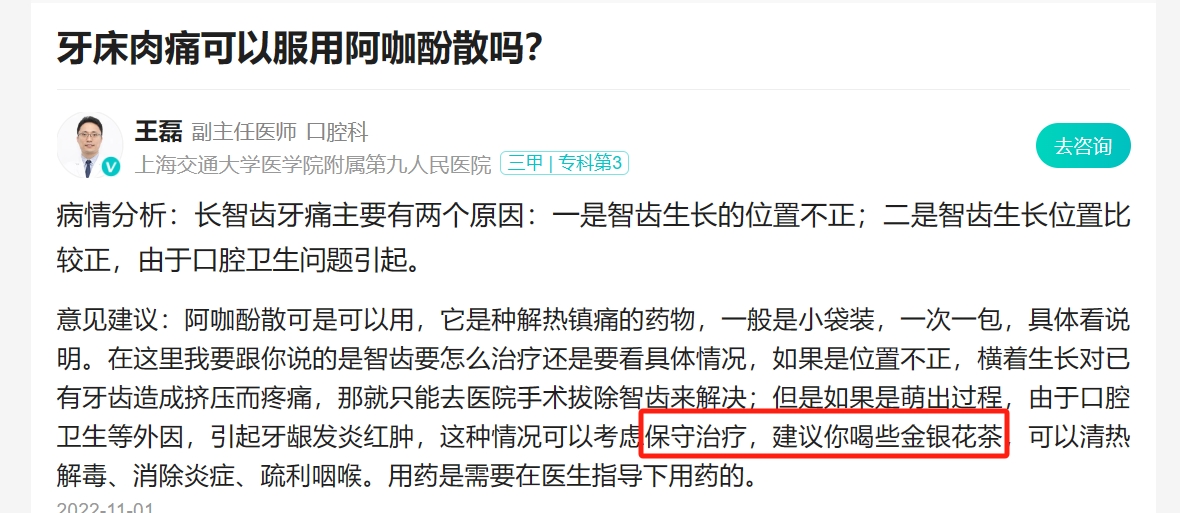 牙床肉痛可以服用阿咖酚散吗?
王磊 副主任医师 口腔科
上海交通大学医学院附属第九人民医院 三甲 | 专科第3
去咨询
病情分析：长智齿牙痛主要有两个原因：一是智齿生长的位置不正；二是智齿生长位置比
较正，由于口腔卫生问题引起。
意见建议：阿咖酚散可是可以用，它是种解热镇痛的药物，一般是小袋装，一次一包，具体看说
明。在这里我要跟你说的是智齿要怎么治疗还是要看具体情况，如果是位置不正，横着生长对已
有牙齿造成挤压而疼痛，那就只能去医院手术拔除智齿来解决；但是如果是萌出过程，由于口腔
卫生等外因，引起牙龈发炎红肿，这种情况可以考虑保守治疗，建议你喝些金银花茶，可以清热
解毒、消除炎症、疏利咽喉。用药是需要在医生指导下用药的。
2022-11-01